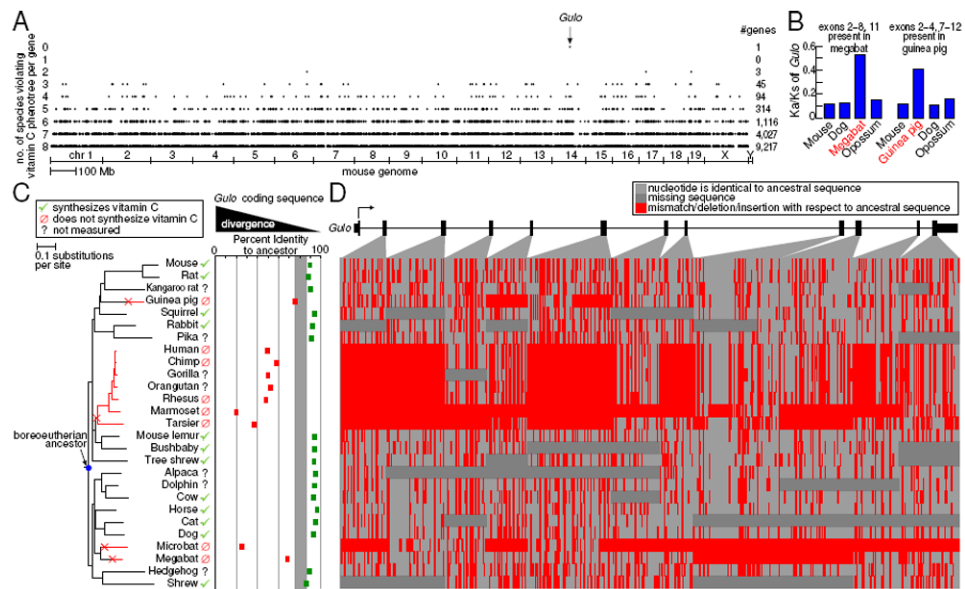 A
Gulo
#genes
no. of species violating
vitamin C phenotree per gene
0 1
1 0
2 3
3 45
4 94
5 314
6 1,116
7 4,027
8 9,217
chr 1 2 3 4 5 6 7 8 9 10 11 12 13 14 15 16 17 18 19 X Y
100 Mb mouse genome
B
exons 2-8, 11 present in megabat
exons 2-4,7-12 present in guinea pig
Ka/Ks of Gulo
0.6
0.4
0.2
0
Mouse Dog Megabat Opossum Mouse Guinea pig Dog Opossum
C
✓ synthesizes vitamin C
∅ does not synthesize vitamin C
? not measured
0.1 substitutions
per site
Gulo coding sequence
divergence
Percent Identity
to ancestor
0 100
Mouse ✓
Rat ✓
Kangaroo rat ?
Guinea pig ∅
Squirrel ✓
Rabbit ✓
Pika ?
Human ∅
Chimp ∅
Gorilla ?
Orangutan ?
Rhesus ∅
Marmoset ∅
Tarsier ∅
Mouse lemur ✓
Bushbaby ✓
Tree shrew ✓
Alpaca ?
Dolphin ?
Cow ✓
Horse ✓
Cat ✓
Dog ✓
Microbat ∅
Megabat ∅
Hedgehog ?
Shrew ✓
boreoeutherian
ancestor
D
nucleotide is identical to ancestral sequence
missing sequence
mismatch/deletion/insertion with respect to ancestral sequence
Gulo